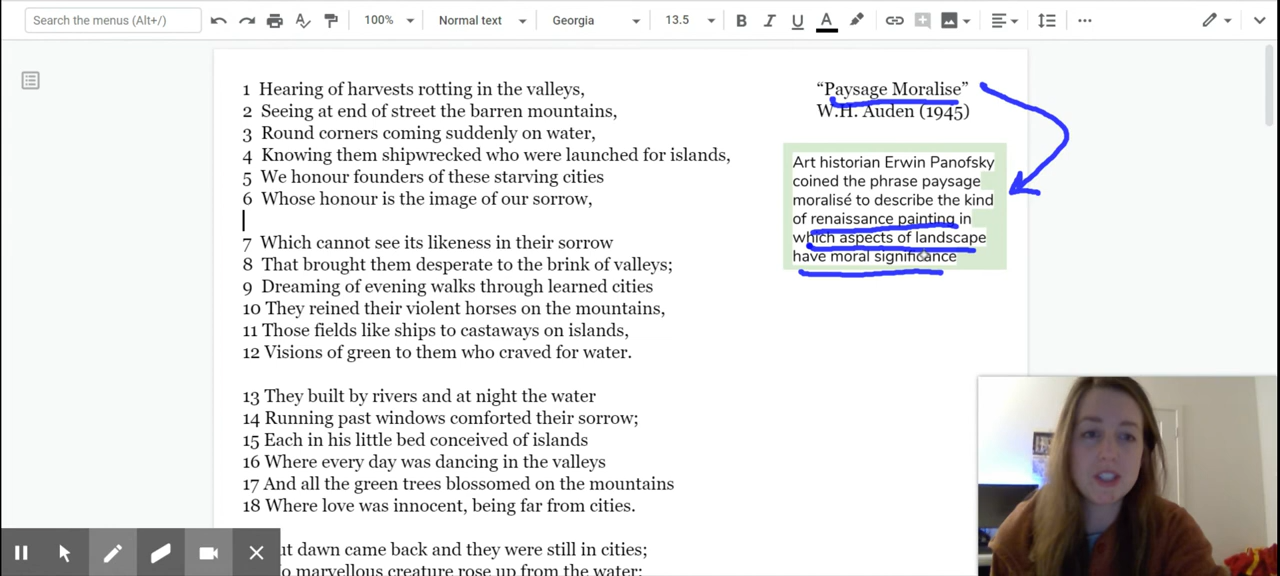 Search the menus (Alt+/)
100%
Normal text
Georgia
13.5
B I U A
1 Hearing of harvests rotting in the valleys,
2 Seeing at end of street the barren mountains,
3 Round corners coming suddenly on water,
4 Knowing them shipwrecked who were launched for islands,
5 We honour founders of these starving cities
6 Whose honour is the image of our sorrow,
7 Which cannot see its likeness in their sorrow
8 That brought them desperate to the brink of valleys;
9 Dreaming of evening walks through learned cities
10 They reined their violent horses on the mountains,
11 Those fields like ships to castaways on islands,
12 Visions of green to them who craved for water.
13 They built by rivers and at night the water
14 Running past windows comforted their sorrow;
15 Each in his little bed conceived of islands
16 Where every day was dancing in the valleys
17 And all the green trees blossomed on the mountains
18 Where love was innocent, being far from cities.
dawn came back and they were still in cities;
marvellous creature rose up from the water;
“Paysage Moralise”
W.H. Auden (1945)
Art historian Erwin Panofsky
coined the phrase paysage
moralisé to describe the kind
of renaissance painting in
which aspects of landscape
have moral significance